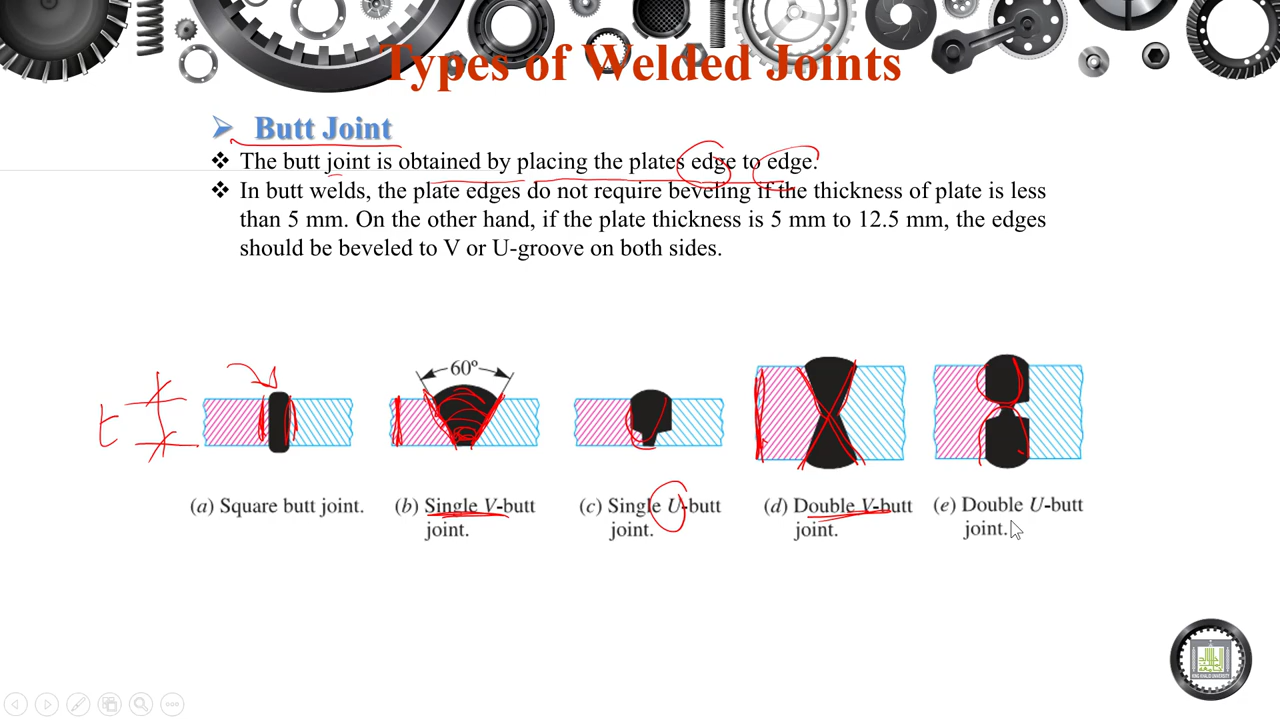 Types of Welded Joints
Butt Joint
The butt joint is obtained by placing the plates edge to edge.
In butt welds, the plate edges do not require beveling if the thickness of plate is less
than 5 mm. On the other hand, if the plate thickness is 5 mm to 12.5 mm, the edges
should be beveled to V or U-groove on both sides.
60º
t
(a) Square butt joint.
(b) Single V-butt
joint.
(c) Single U-butt
joint.
(d) Double V-butt
joint.
(e) Double U-butt
joint.
KING KHALID UNIVERSITY